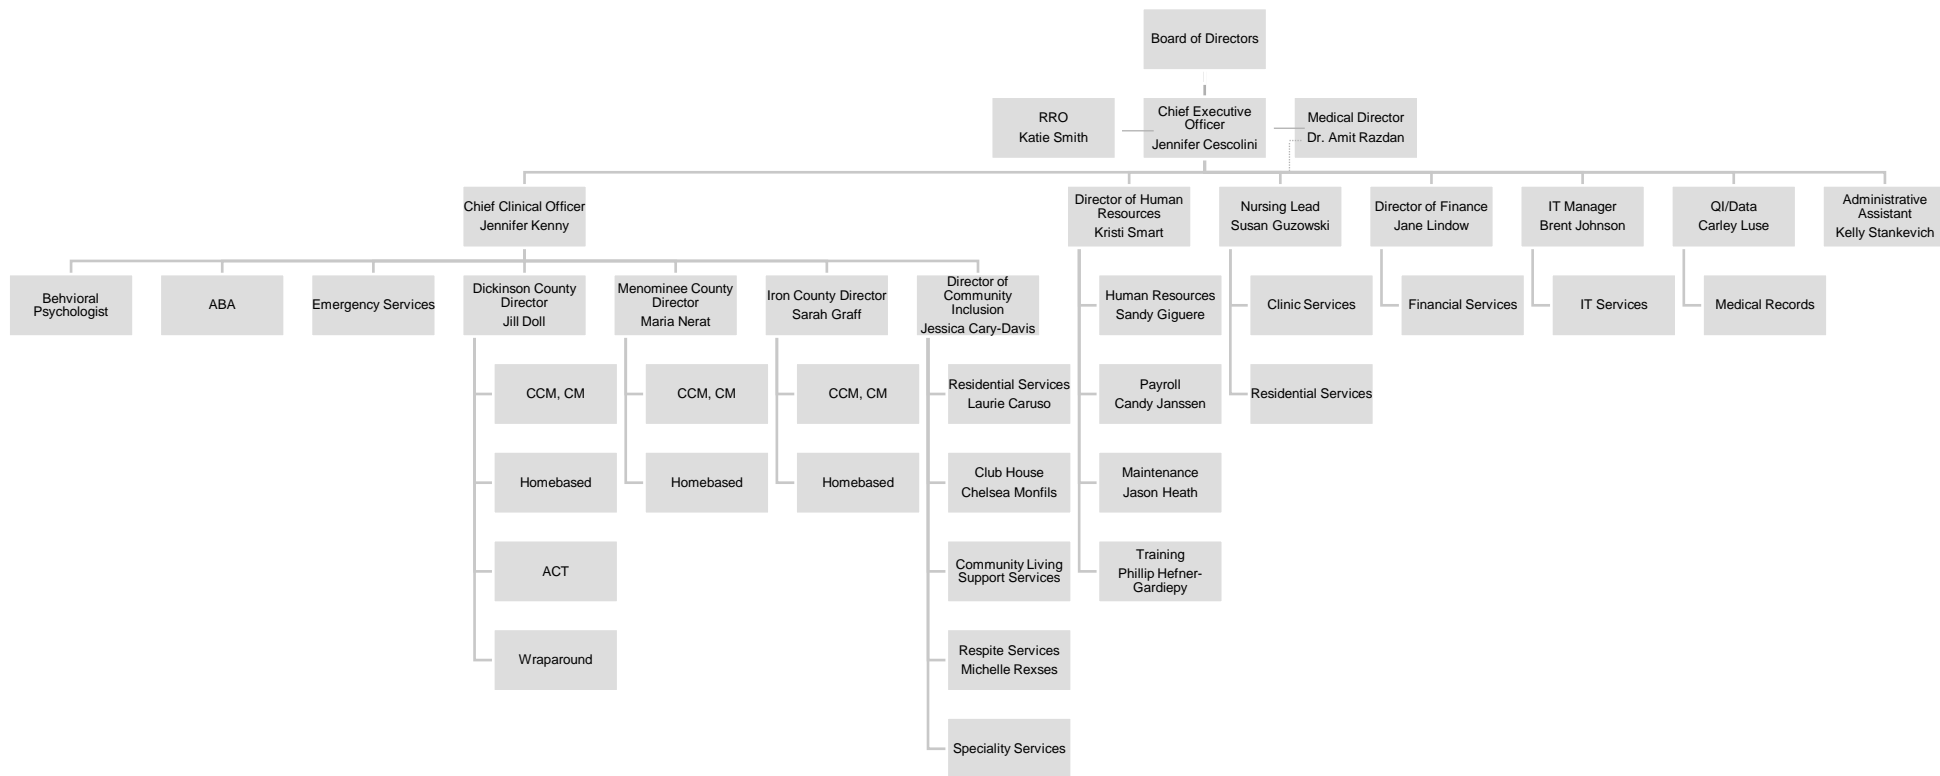 Board of Directors
RRO
Katie Smith
Chief Executive
Officer
Jennifer Cescolini
Medical Director
Dr. Amit Razdan
Chief Clinical Officer
Jennifer Kenny
Director of Human
Resources
Kristi Smart
Nursing Lead
Susan Guzowski
Director of Finance
Jane Lindow
IT Manager
Brent Johnson
QI/Data
Carley Luse
Administrative
Assistant
Kelly Stankevich
Behvioral
Psychologist
ABA
Emergency Services
Dickinson County
Director
Jill Doll
Menominee County
Director
Maria Nerat
Iron County Director
Sarah Graff
Director of
Community
Inclusion
Jessica Cary-Davis
Human Resources
Sandy Giguere
Clinic Services
Financial Services
IT Services
Medical Records
CCM, CM
CCM, CM
CCM, CM
Residential Services
Laurie Caruso
Payroll
Candy Janssen
Residential Services
Homebased
Homebased
Homebased
Club House
Chelsea Monfils
Maintenance
Jason Heath
ACT
Community Living
Support Services
Training
Phillip Hefner-
Gardiepy
Wraparound
Respite Services
Michelle Rexses
Speciality Services